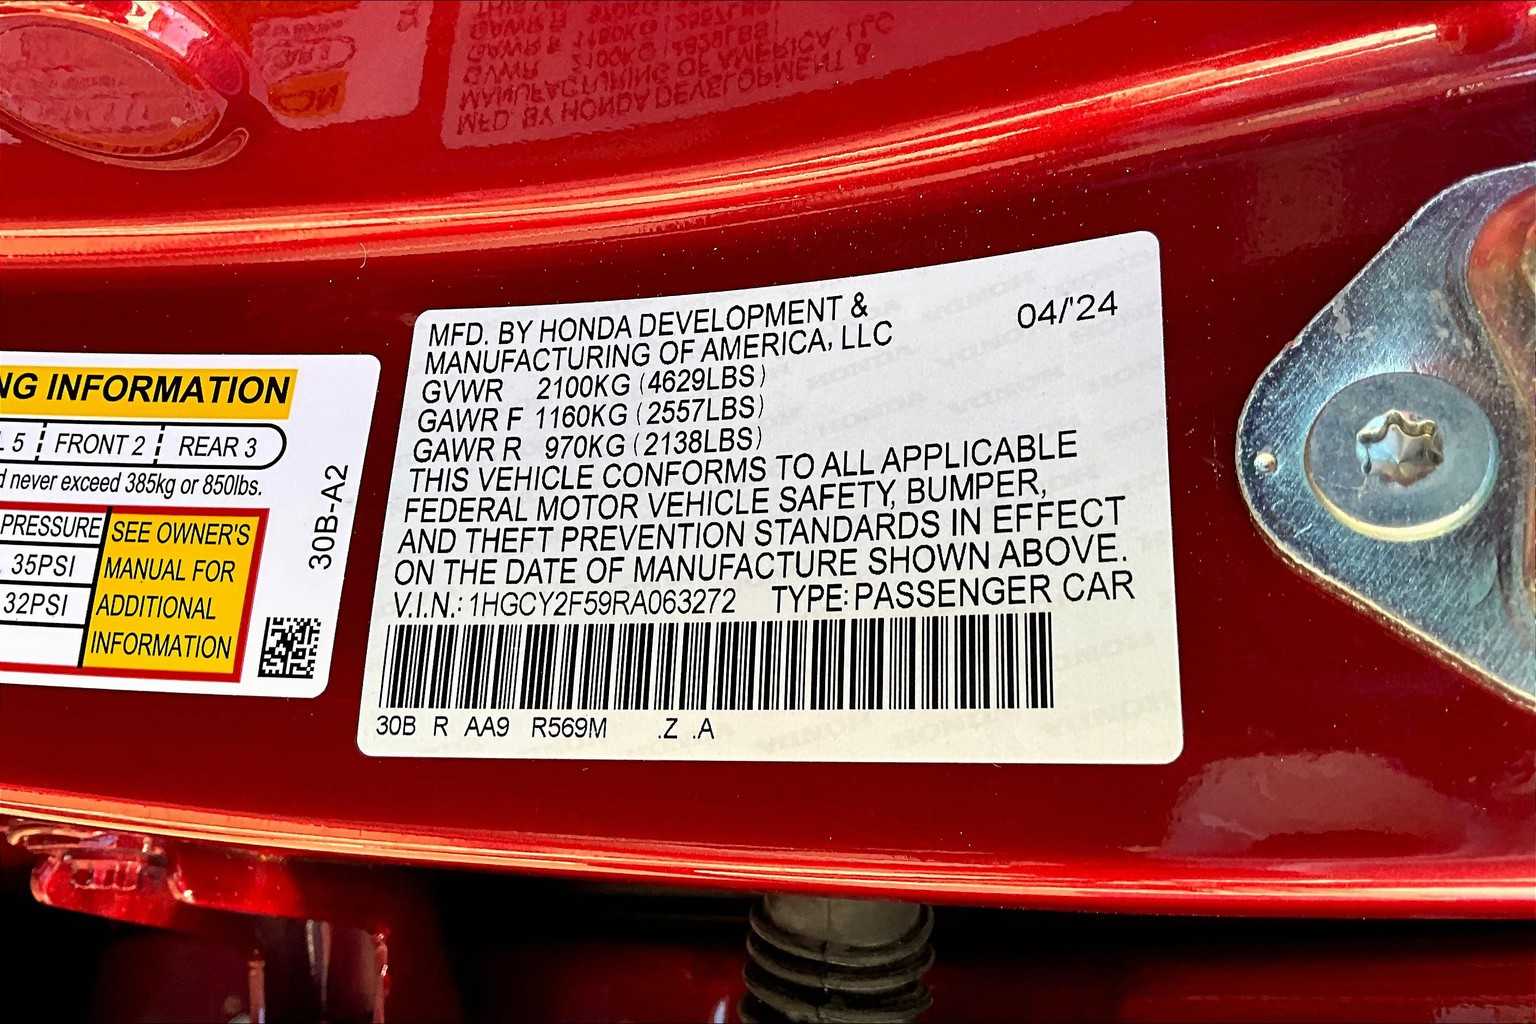 NG INFORMATION
L 5 FRONT 2 REAR 3
d never exceed 385kg or 850lbs.
PRESSURE
35PSI
32PSI
SEE OWNER'S
MANUAL FOR
ADDITIONAL
INFORMATION
30B-A2
MFD. BY HONDA DEVELOPMENT &
MANUFACTURING OF AMERICA, LLC
04/'24
GVWR 2100KG (4629LBS)
GAWR F 1160KG (2557LBS)
GAWR R 970KG (2138LBS)
THIS VEHICLE CONFORMS TO ALL APPLICABLE
FEDERAL MOTOR VEHICLE SAFETY, BUMPER,
AND THEFT PREVENTION STANDARDS IN EFFECT
ON THE DATE OF MANUFACTURE SHOWN ABOVE.
V.I.N.: 1HGCY2F59RA063272 TYPE: PASSENGER CAR
30B R AA9 R569M .Z .A